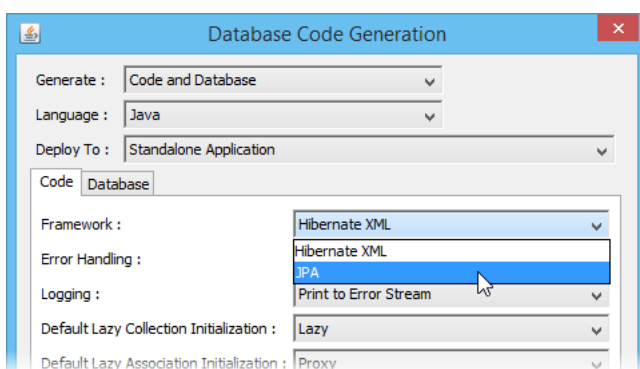 Database Code Generation
Generate : Code and Database
Language : Java
Deploy To : Standalone Application
Code Database
Framework : Hibernate XML
Hibernate XML
Error Handling :
JPA
Logging : Print to Error Stream
Default Lazy Collection Initialization : Lazy
Default Lazy Association Initialization : Proxy